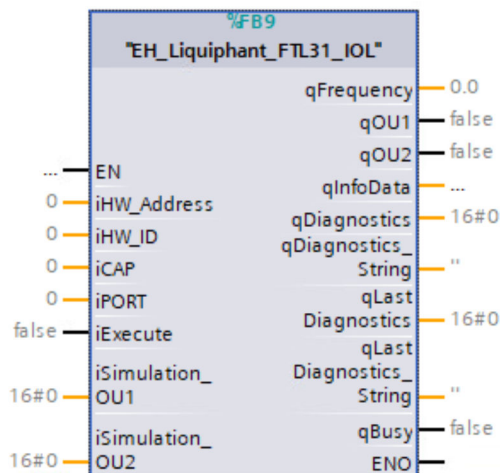 %FB9
"EH_Liquiphant_FTL31_IOL"
qFrequency 0.0
qOU1 false
qOU2 false
... EN
qInfoData ...
0 iHW_Address
qDiagnostics 16#0
0 iHW_ID
qDiagnostics_
String ''
0 iCAP
qLast
Diagnostics 16#0
0 iPORT
false iExecute
qLast
Diagnostics_
String ''
iSimulation_
16#0 OU1
qBusy false
iSimulation_
16#0 OU2
ENO